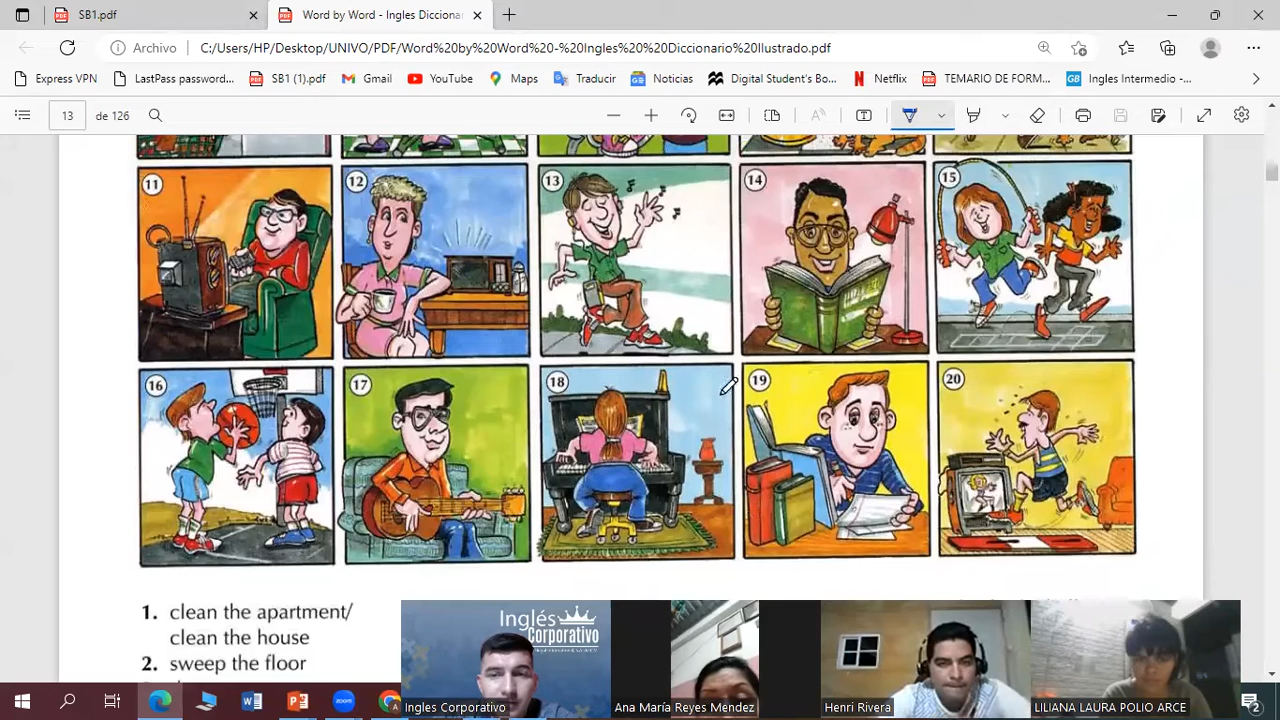 SB1.pdf
Word by Word - Ingles Dicciona
Archivo
C:/Users/HP/Desktop/UNIVO/PDF/Word%20by%20Word%20-%20Ingles%20%20Diccionario%20Ilustrado.pdf
Express VPN
LastPass password...
SB1 (1).pdf
Gmail
YouTube
Maps
Traducir
Noticias
Digital Student's Bo...
Netflix
TEMARIO DE FORM...
Ingles Intermedio -...
13
de 126
11
12
13
14
15
16
17
18
19
20
1. clean the apartment/
clean the house
2. sweep the floor
Inglés
Corporativo
Ingles Corporativo
Ana María Reyes Mendez
Henri Rivera
LILIANA LAURA POLIO ARCE
zoom
2